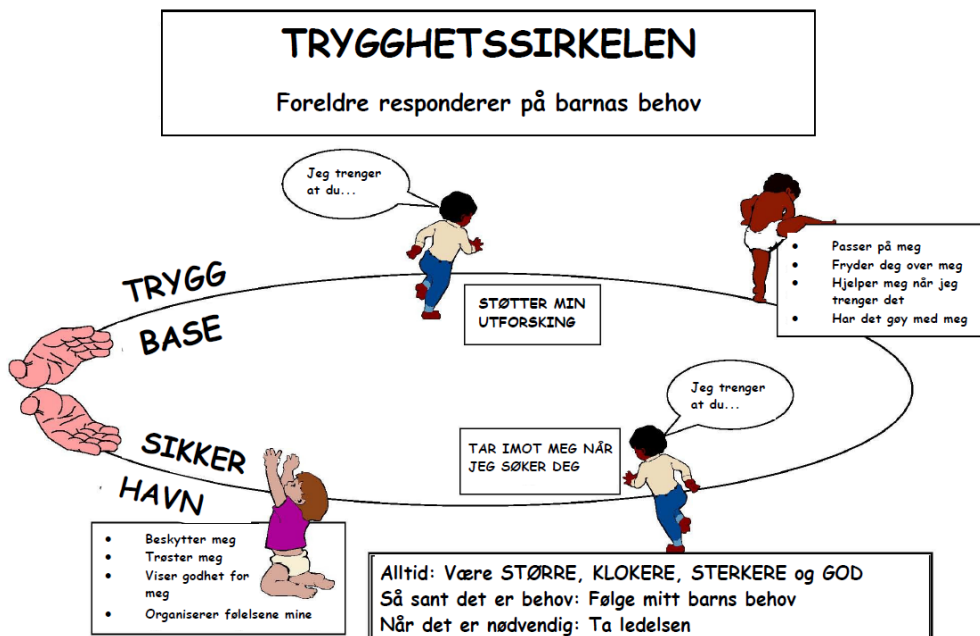 TRYGGHETSSIRKELEN
Foreldre responderer på barnas behov
Jeg trenger
at du...
TRYGG
BASE
STØTTER MIN
UTFORSKING
• Passer på meg
• Fryder deg over meg
• Hjelper meg når jeg
trenger det
• Har det gøy med meg
Jeg trenger
at du...
TAR IMOT MEG NÅR
JEG SØKER DEG
SIKKER
HAVN
• Beskytter meg
• Trøster meg
• Viser godhet for
meg
• Organiserer følelsene mine
Alltid: Være STØRRE, KLOKERE, STERKERE og GOD
Så sant det er behov: Følge mitt barns behov
Når det er nødvendig: Ta ledelsen